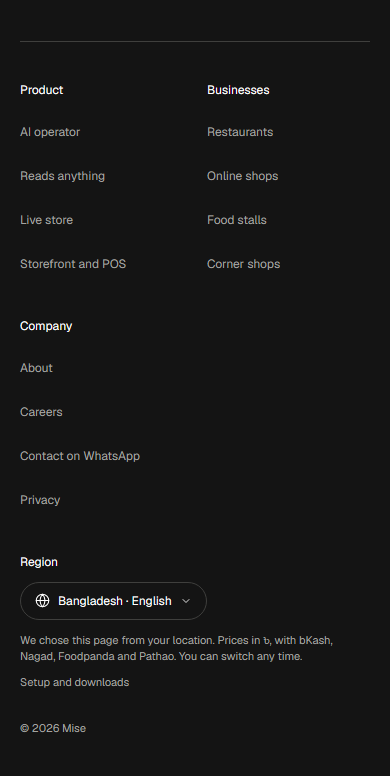 Product
AI operator
Reads anything
Live store
Storefront and POS
Businesses
Restaurants
Online shops
Food stalls
Corner shops
Company
About
Careers
Contact on WhatsApp
Privacy
Region
Bangladesh · English
We chose this page from your location. Prices in ৳, with bKash,
Nagad, Foodpanda and Pathao. You can switch any time.
Setup and downloads
© 2026 Mise